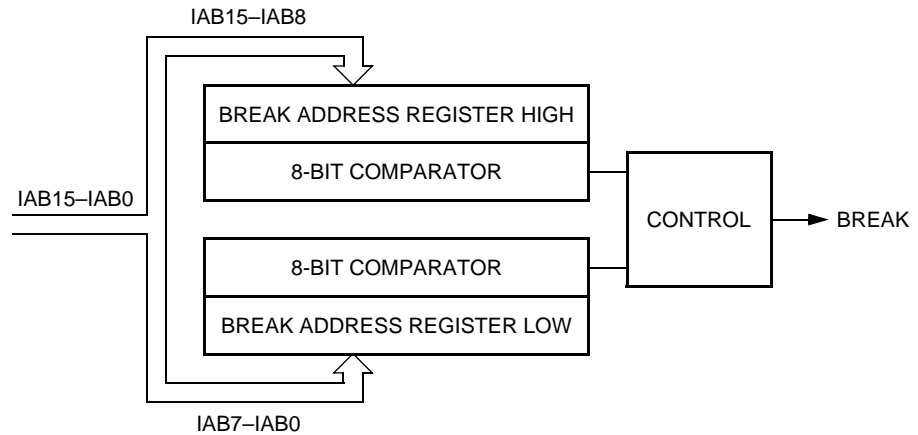 IAB15–IAB8
BREAK ADDRESS REGISTER HIGH
8-BIT COMPARATOR
IAB15–IAB0
CONTROL
BREAK
8-BIT COMPARATOR
BREAK ADDRESS REGISTER LOW
IAB7–IAB0